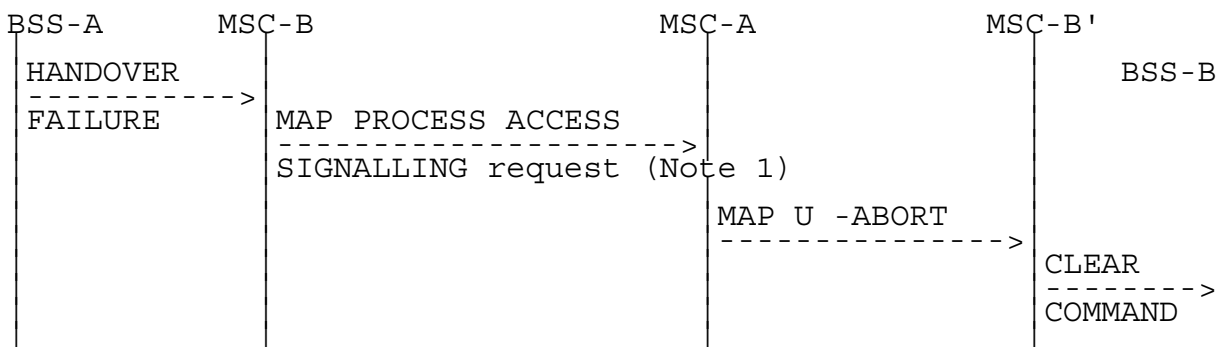 BSS-A MSC-B MSC-A MSC-B'
HANDOVER BSS-B
----------->
FAILURE MAP PROCESS ACCESS
--------------------->
SIGNALLING request (Note 1)
MAP U -ABORT
--------------->
CLEAR
-------->
COMMAND